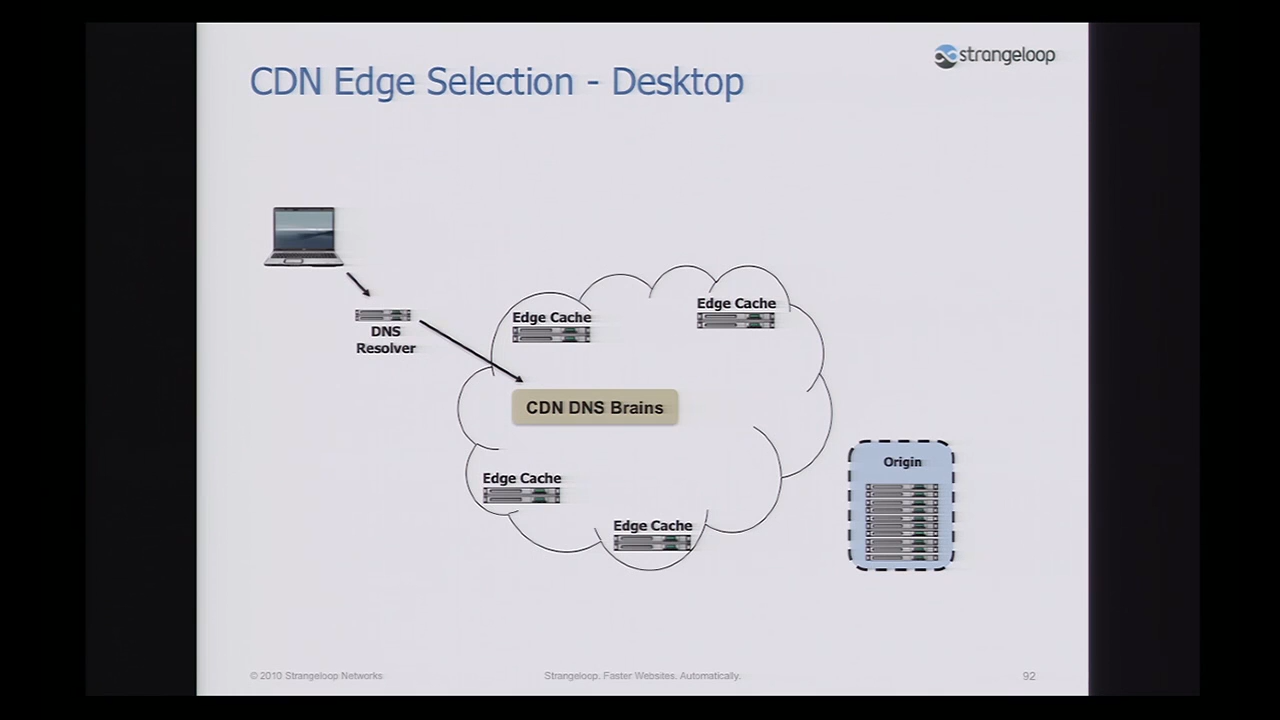 strangeloop
CDN Edge Selection - Desktop
Edge Cache
Edge Cache
DNS
Resolver
CDN DNS Brains
Origin
Edge Cache
Edge Cache
© 2010 Strangeloop Networks
Strangeloop. Faster Websites. Automatically.
92